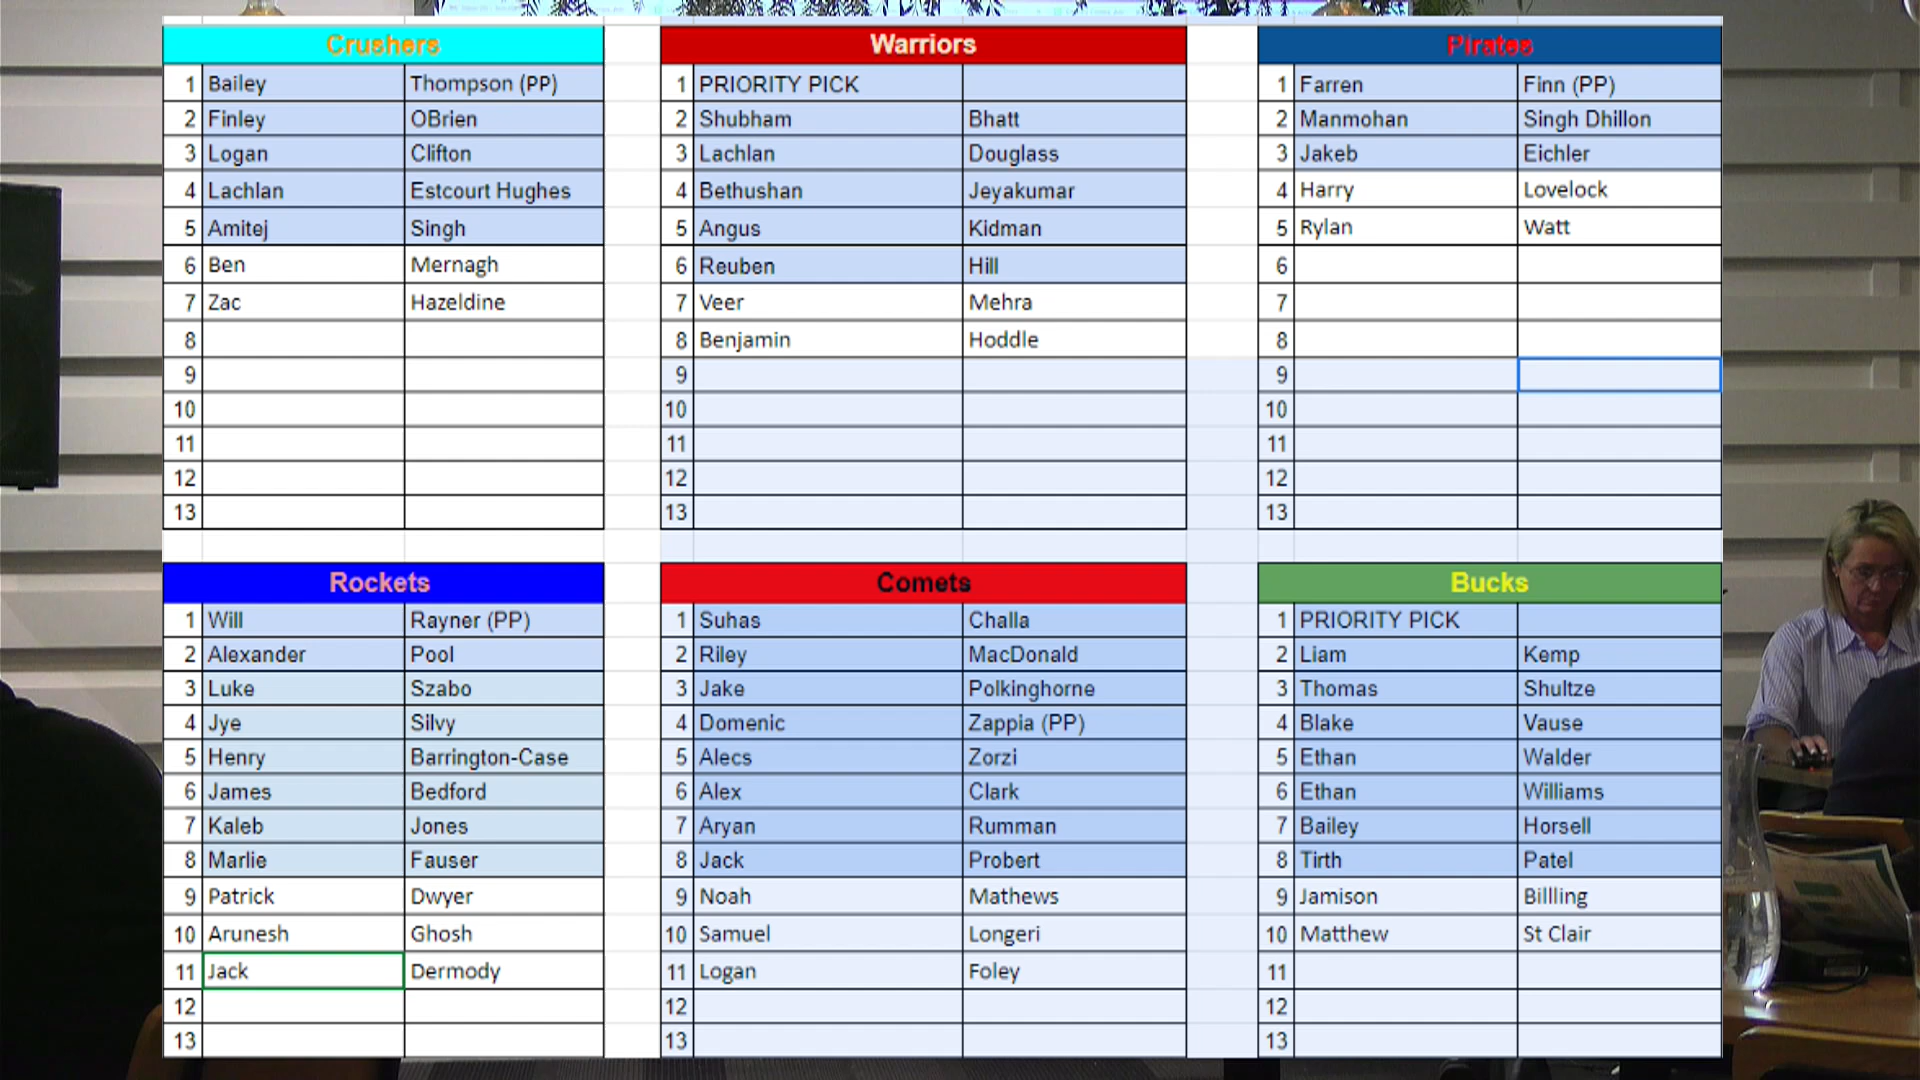 Crushers
1 Bailey Thompson (PP)
2 Finley OBrien
3 Logan Clifton
4 Lachlan Estcourt Hughes
5 Amitej Singh
6 Ben Mernagh
7 Zac Hazeldine
8
9
10
11
12
13
Warriors
1 PRIORITY PICK
2 Shubham Bhatt
3 Lachlan Douglass
4 Bethushan Jeyakumar
5 Angus Kidman
6 Reuben Hill
7 Veer Mehra
8 Benjamin Hoddle
9
10
11
12
13
Pirates
1 Farren Finn (PP)
2 Manmohan Singh Dhillon
3 Jakeb Eichler
4 Harry Lovelock
5 Rylan Watt
6
7
8
9
10
11
12
13
Rockets
1 Will Rayner (PP)
2 Alexander Pool
3 Luke Szabo
4 Jye Silvy
5 Henry Barrington-Case
6 James Bedford
7 Kaleb Jones
8 Marlie Fauser
9 Patrick Dwyer
10 Arunesh Ghosh
11 Jack Dermody
12
13
Comets
1 Suhas Challa
2 Riley MacDonald
3 Jake Polkinghorne
4 Domenic Zappia (PP)
5 Alecs Zorzi
6 Alex Clark
7 Aryan Rumman
8 Jack Probert
9 Noah Mathews
10 Samuel Longeri
11 Logan Foley
12
13
Bucks
1 PRIORITY PICK
2 Liam Kemp
3 Thomas Shultze
4 Blake Vause
5 Ethan Walder
6 Ethan Williams
7 Bailey Horsell
8 Tirth Patel
9 Jamison Billling
10 Matthew St Clair
11
12
13